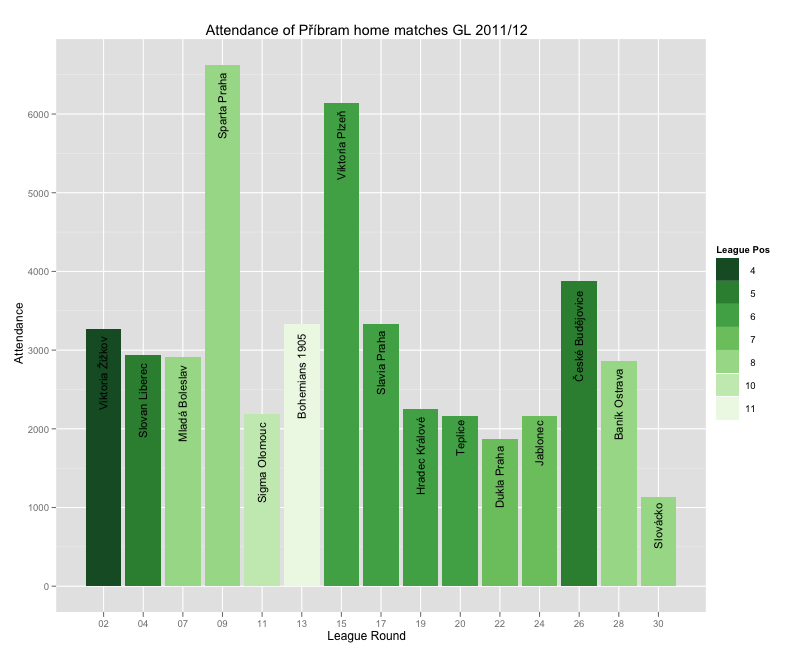 Attendance of Příbram home matches GL 2011/12
Attendance
6000
5000
4000
3000
2000
1000
0
Viktoria Žižkov
Slovan Liberec
Mladá Boleslav
Sparta Praha
Sigma Olomouc
Bohemians 1905
Viktoria Plzeň
Slavia Praha
Hradec Králové
Teplice
Dukla Praha
Jablonec
České Budějovice
Baník Ostrava
Slovácko
02 04 07 09 11 13 15 17 19 20 22 24 26 28 30
League Round
League Pos
4
5
6
7
8
10
11